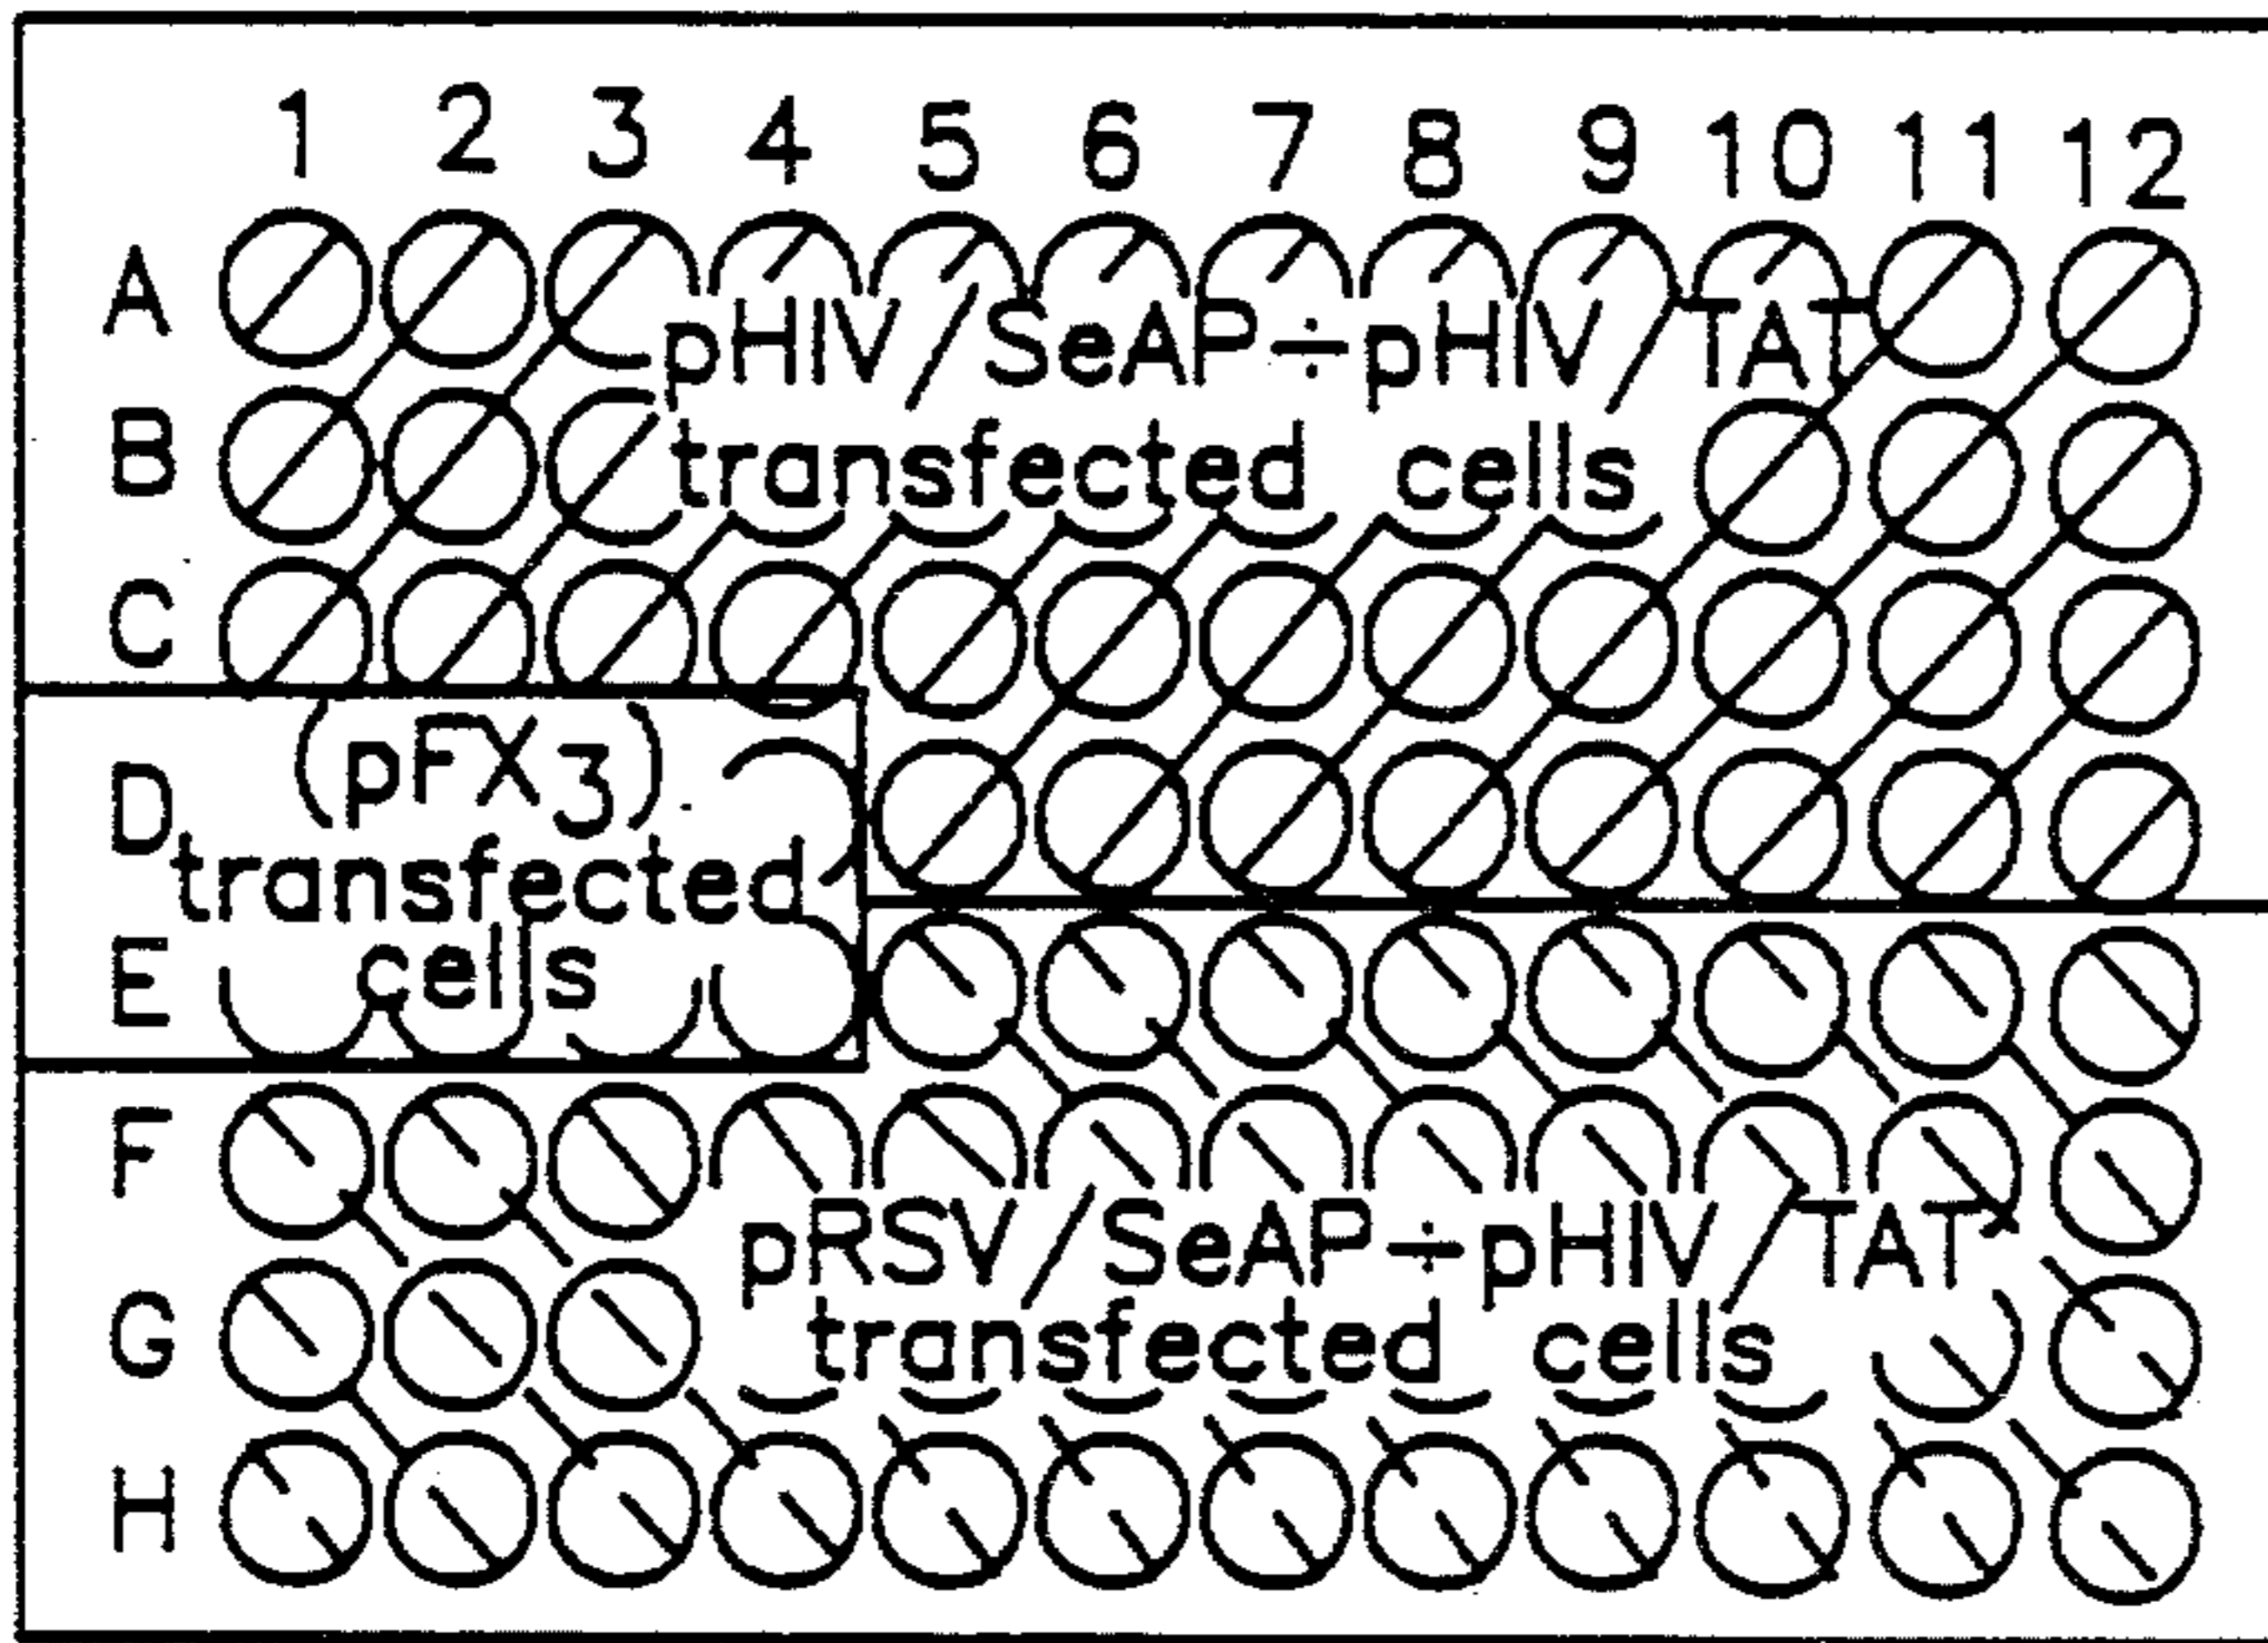 1 2 3 4 5 6 7 8 9 10 11 12
A
pHIV/SeAP÷pHIV/TAT
B
transfected cells
C
(pFX3)
D
transfected
E
cells
F
pRSV/SeAP÷pHIV/TAT
G
transfected cells
H